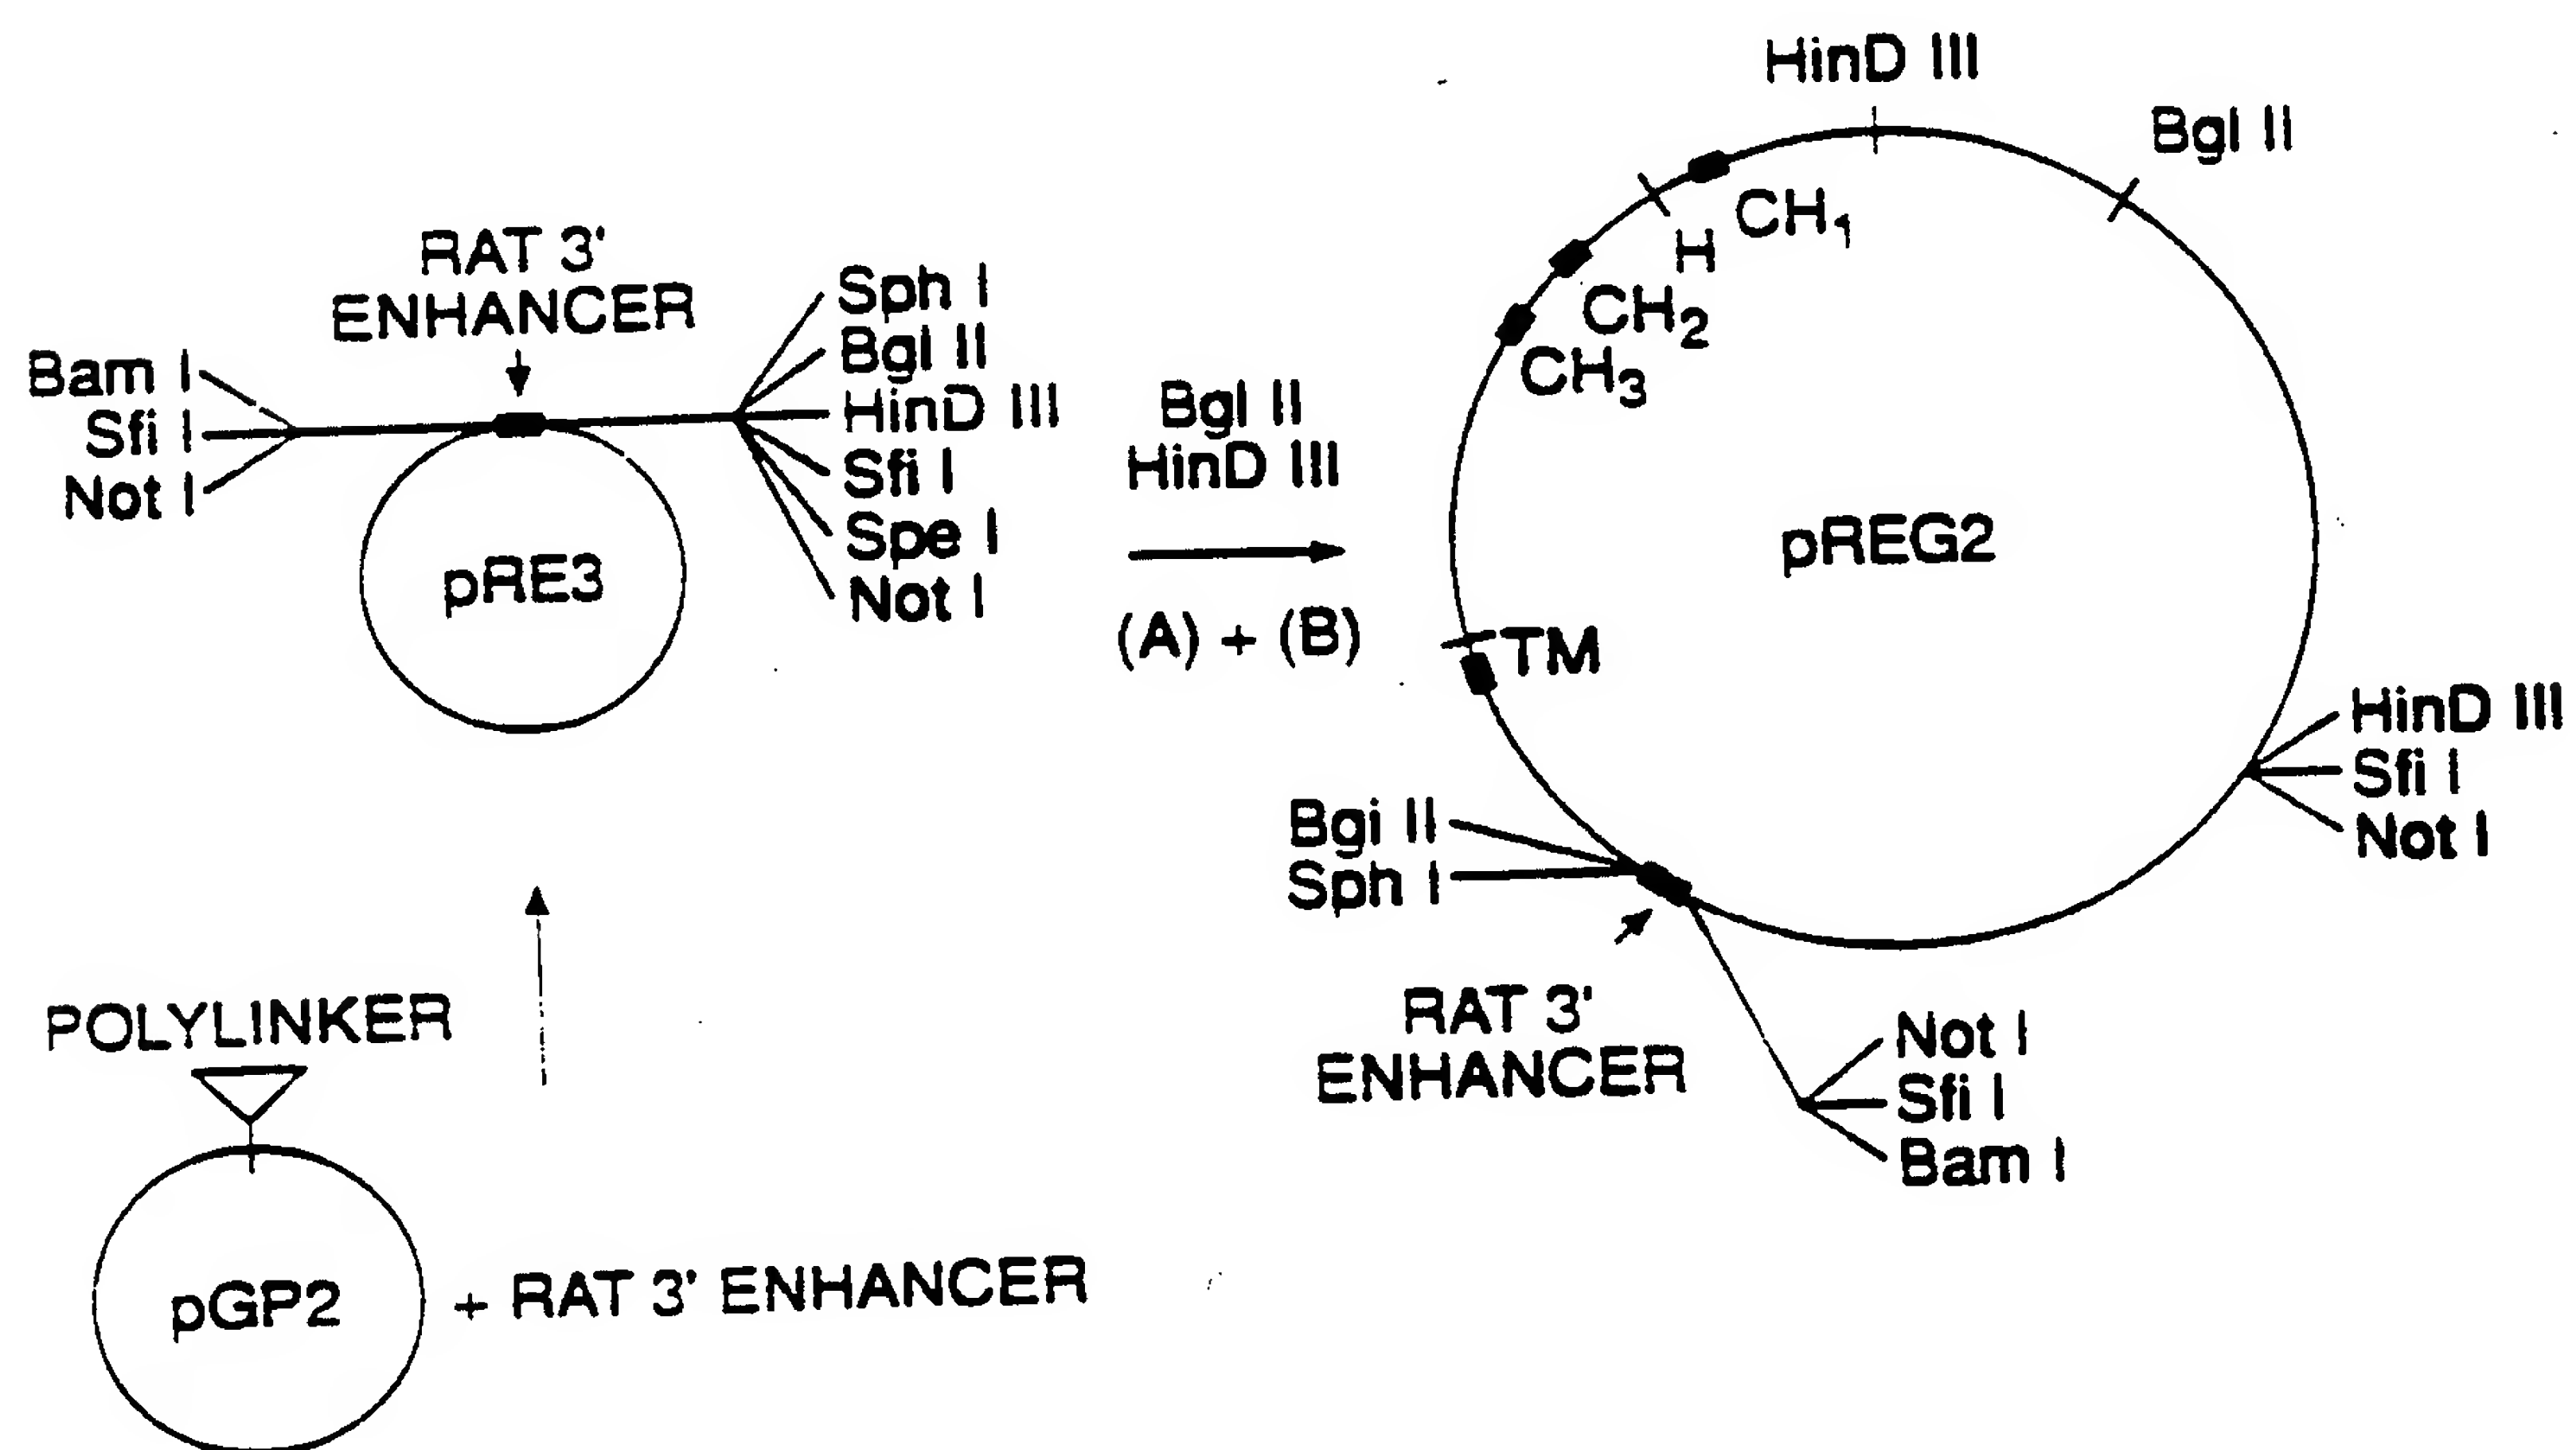 RAT 3'
ENHANCER
Bam I
Sfi I
Not I
Sph I
Bgl II
HinD III
Sfi I
Spe I
Not I
pRE3
Bgl II
HinD III
(A) + (B)
HinD III
Bgl II
CH1
H
CH2
CH3
pREG2
TM
HinD III
Sfi I
Not I
Bgi II
Sph I
RAT 3'
ENHANCER
Not I
Sfi I
Bam I
POLYLINKER
pGP2
+ RAT 3' ENHANCER